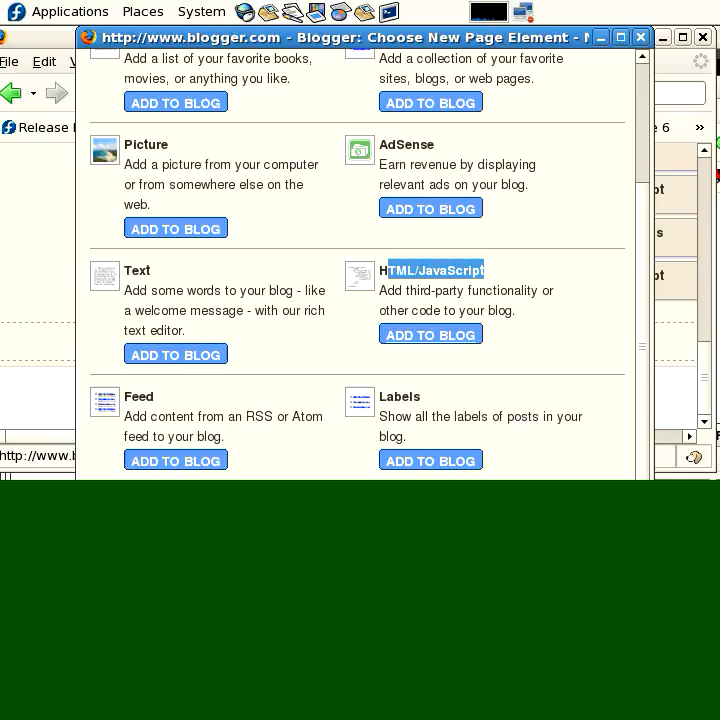 Applications Places System
http://www.blogger.com - Blogger: Choose New Page Element -
File Edit
Release
e 6 »
Add a list of your favorite books,
movies, or anything you like.
ADD TO BLOG
Add a collection of your favorite
sites, blogs, or web pages.
ADD TO BLOG
Picture
Add a picture from your computer
or from somewhere else on the
web.
ADD TO BLOG
AdSense
Earn revenue by displaying
relevant ads on your blog.
ADD TO BLOG
Text
Add some words to your blog - like
a welcome message - with our rich
text editor.
ADD TO BLOG
HTML/JavaScript
Add third-party functionality or
other code to your blog.
ADD TO BLOG
Feed
Add content from an RSS or Atom
feed to your blog.
ADD TO BLOG
Labels
Show all the labels of posts in your
blog.
ADD TO BLOG
pt
s
pt
http://www.b